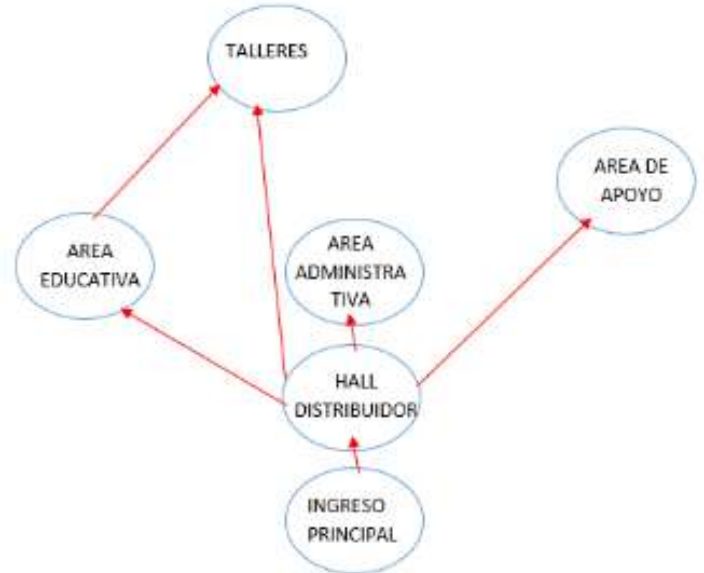 TALLERES
AREA DE
APOYO
AREA
EDUCATIVA
AREA
ADMINISTRA
TIVA
HALL
DISTRIBUIDOR
INGRESO
PRINCIPAL